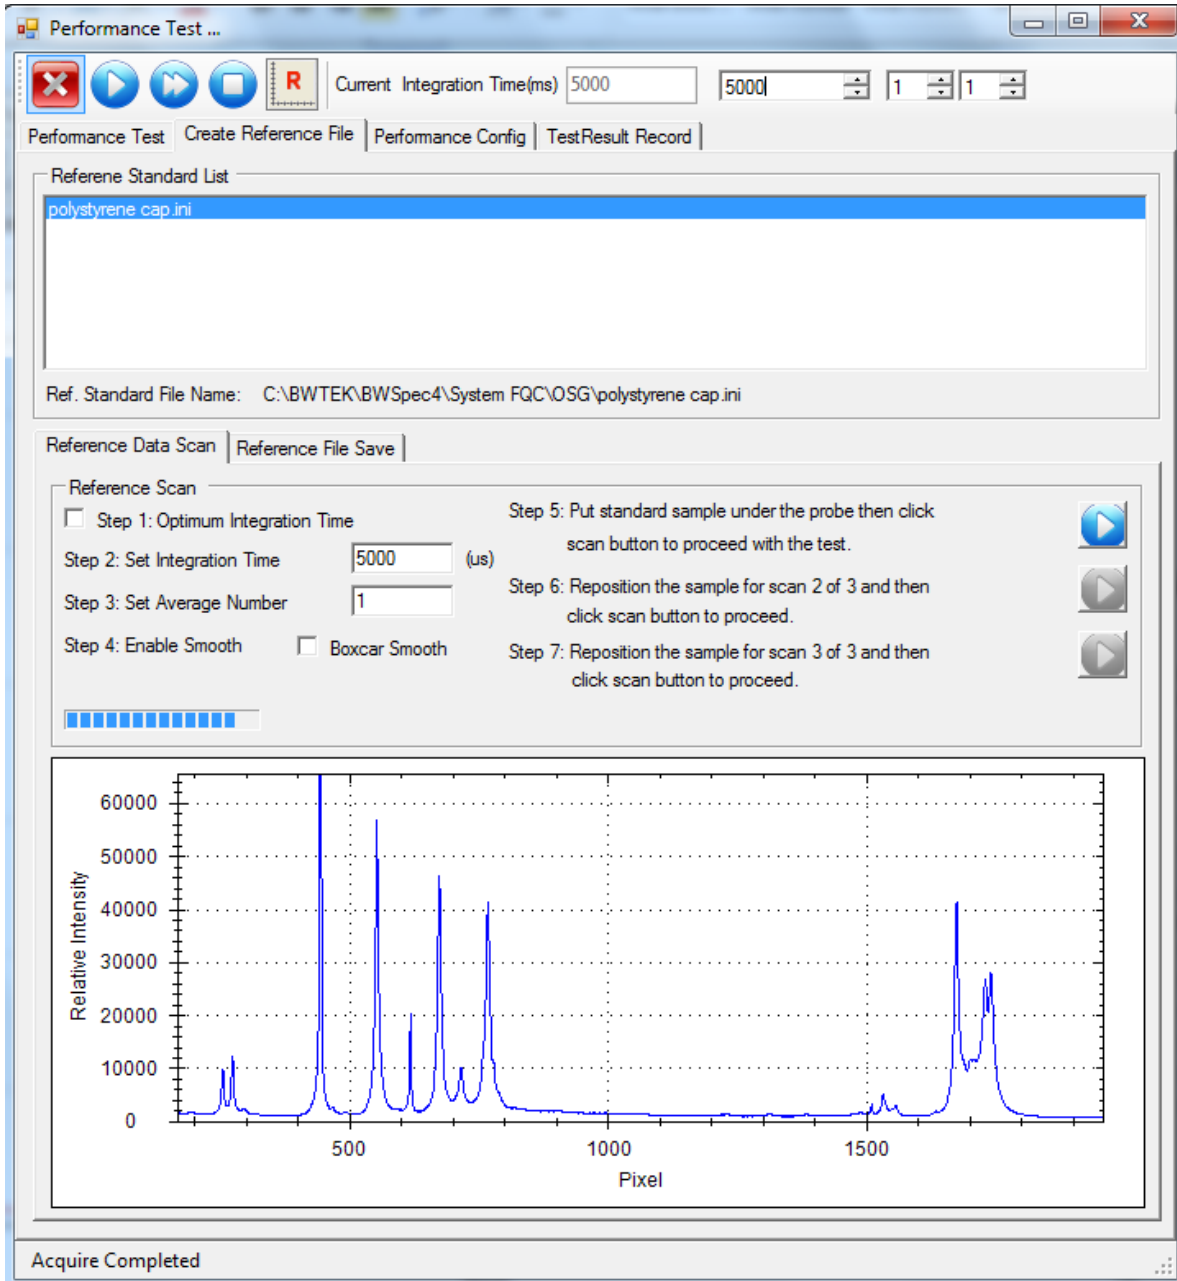 Performance Test ...
R Current Integration Time(ms) 5000 5000 1 1
Performance Test Create Reference File Performance Config TestResult Record
Referene Standard List
polystyrene cap.ini
Ref. Standard File Name: C:\BWTEK\BWSpec4\System FQC\OSG\polystyrene cap.ini
Reference Data Scan Reference File Save
Reference Scan
Step 1: Optimum Integration Time
Step 2: Set Integration Time 5000 (us)
Step 3: Set Average Number 1
Step 4: Enable Smooth Boxcar Smooth
Step 5: Put standard sample under the probe then click
scan button to proceed with the test.
Step 6: Reposition the sample for scan 2 of 3 and then
click scan button to proceed.
Step 7: Reposition the sample for scan 3 of 3 and then
click scan button to proceed.
60000
50000
40000
30000
20000
10000
0
Relative Intensity
500 1000 1500
Pixel
Acquire Completed